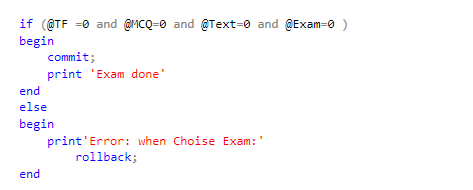 if (@TF =0 and @MCQ=0 and @Text=0 and @Exam=0 )
begin
commit;
print 'Exam done'
end
else
begin
print'Error: when Choise Exam:'
rollback;
end